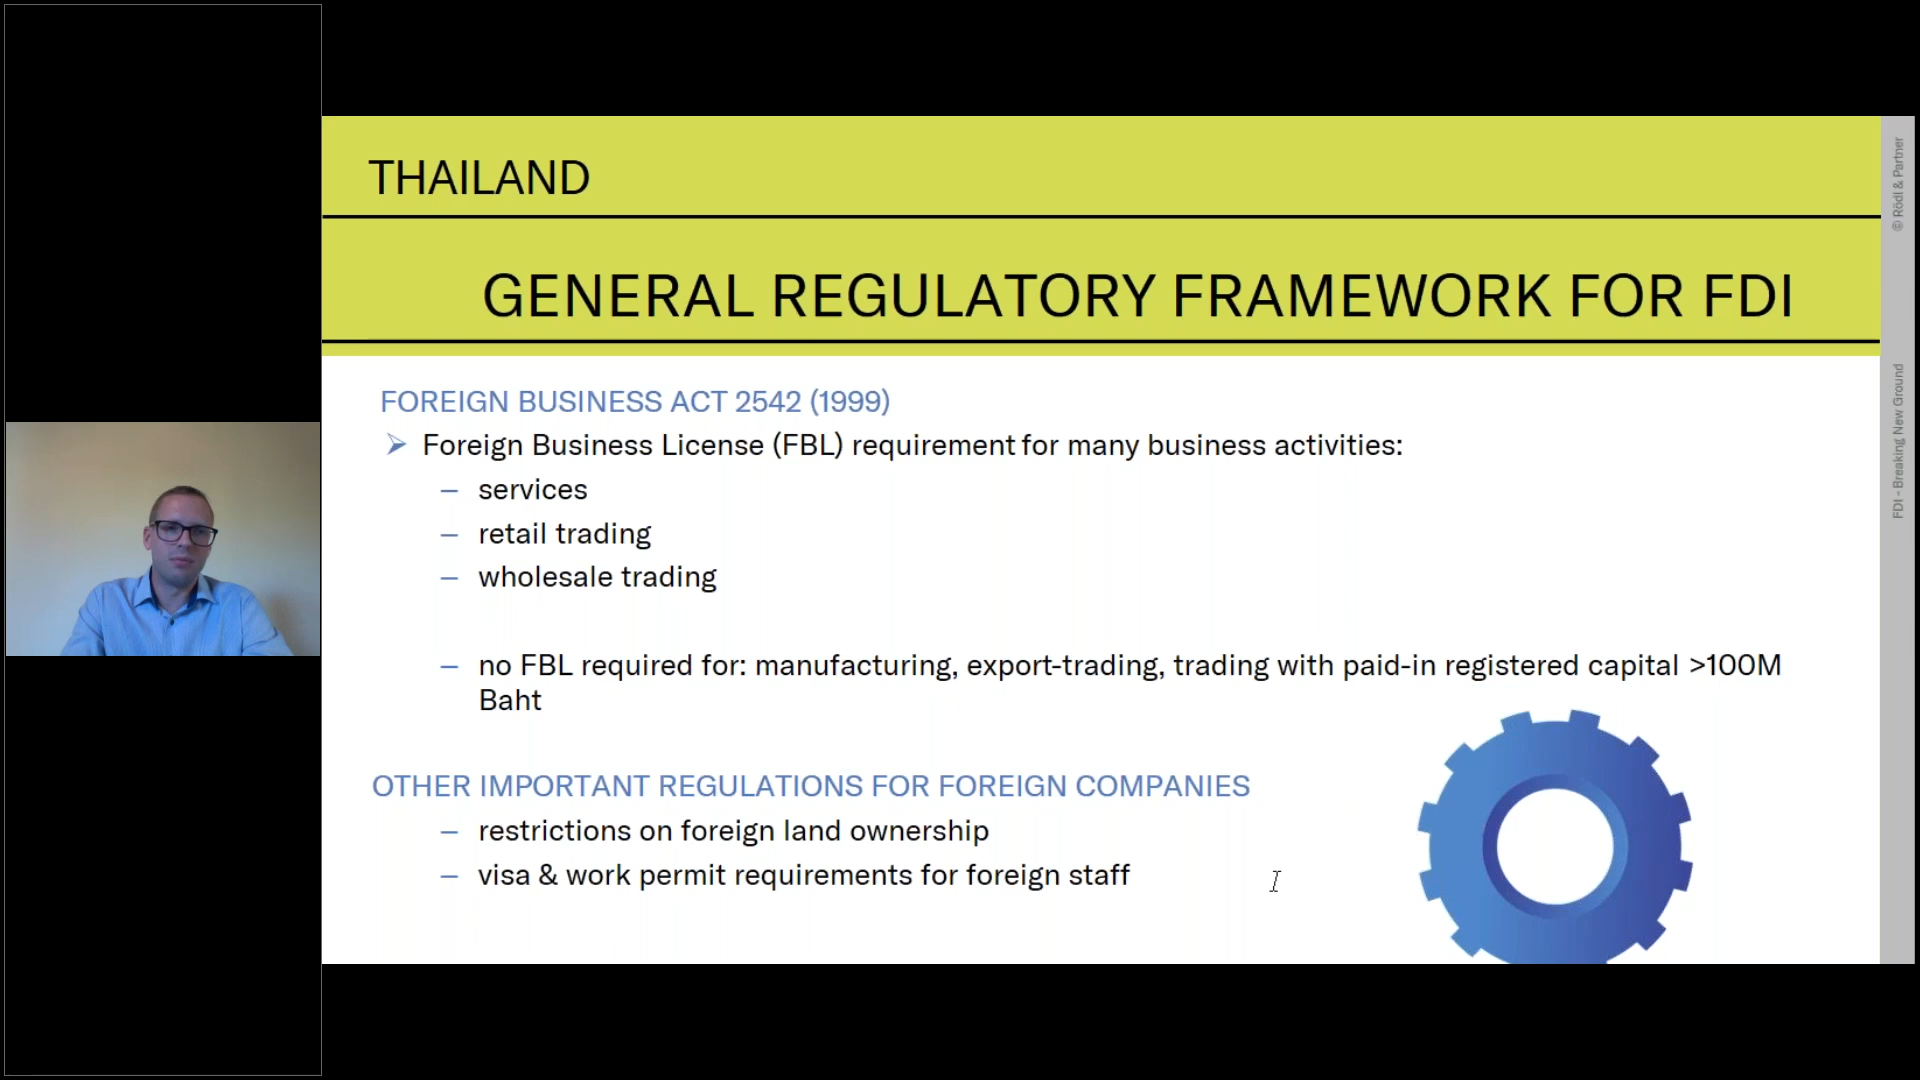 THAILAND
GENERAL REGULATORY FRAMEWORK FOR FDI
FOREIGN BUSINESS ACT 2542 (1999)
➢ Foreign Business License (FBL) requirement for many business activities:
– services
– retail trading
– wholesale trading
– no FBL required for: manufacturing, export-trading, trading with paid-in registered capital >100M
Baht
OTHER IMPORTANT REGULATIONS FOR FOREIGN COMPANIES
– restrictions on foreign land ownership
– visa & work permit requirements for foreign staff
© Rödl & Partner
FDI - Breaking New Ground